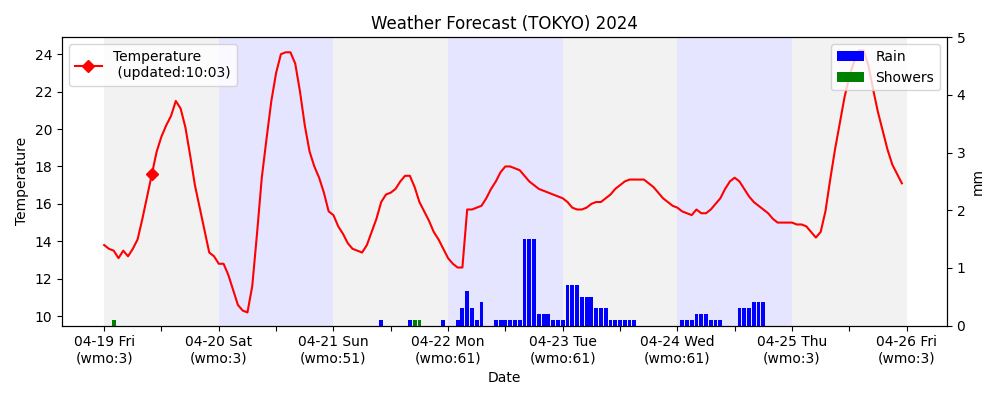 Weather Forecast (TOKYO) 2024
Temperature
(updated:10:03)
Rain
Showers
Temperature
24
22
20
18
16
14
12
10
5
4
3
2
1
0
mm
04-19 Fri 04-20 Sat 04-21 Sun 04-22 Mon 04-23 Tue 04-24 Wed 04-25 Thu 04-26 Fri
(wmo:3) (wmo:3) (wmo:51) (wmo:61) (wmo:61) (wmo:61) (wmo:3) (wmo:3)
Date